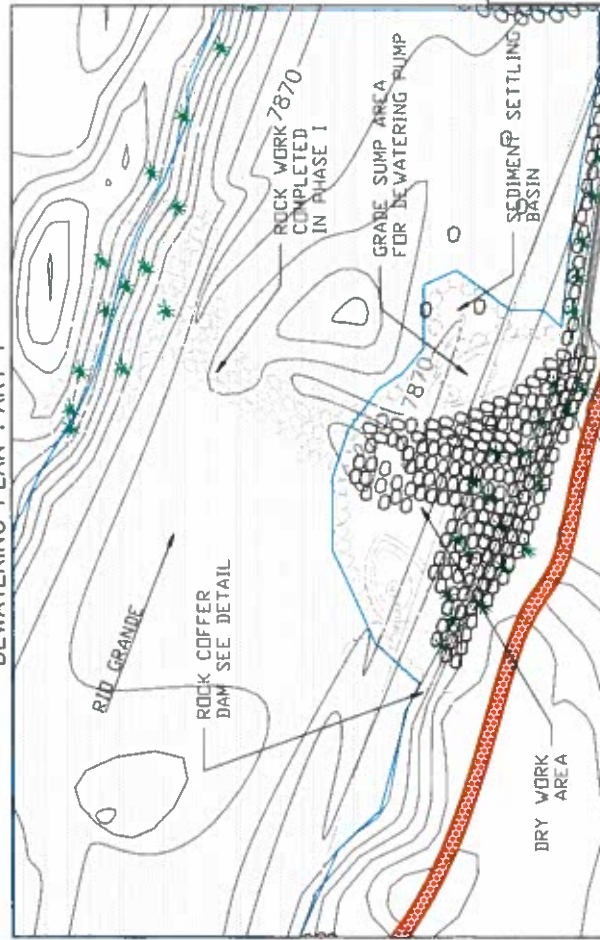 DEWATERING PLAN PART
RIO GRANDE
ROCK COFFER
DAM SEE DETAIL
ROCK WORK
COMPLETED
IN PHASE I
7870
GRADE SUMP AREA
FOR DEWATERING PUMP
7870
SEDIMENT SETTLING
BASIN
DRY WORK
AREA